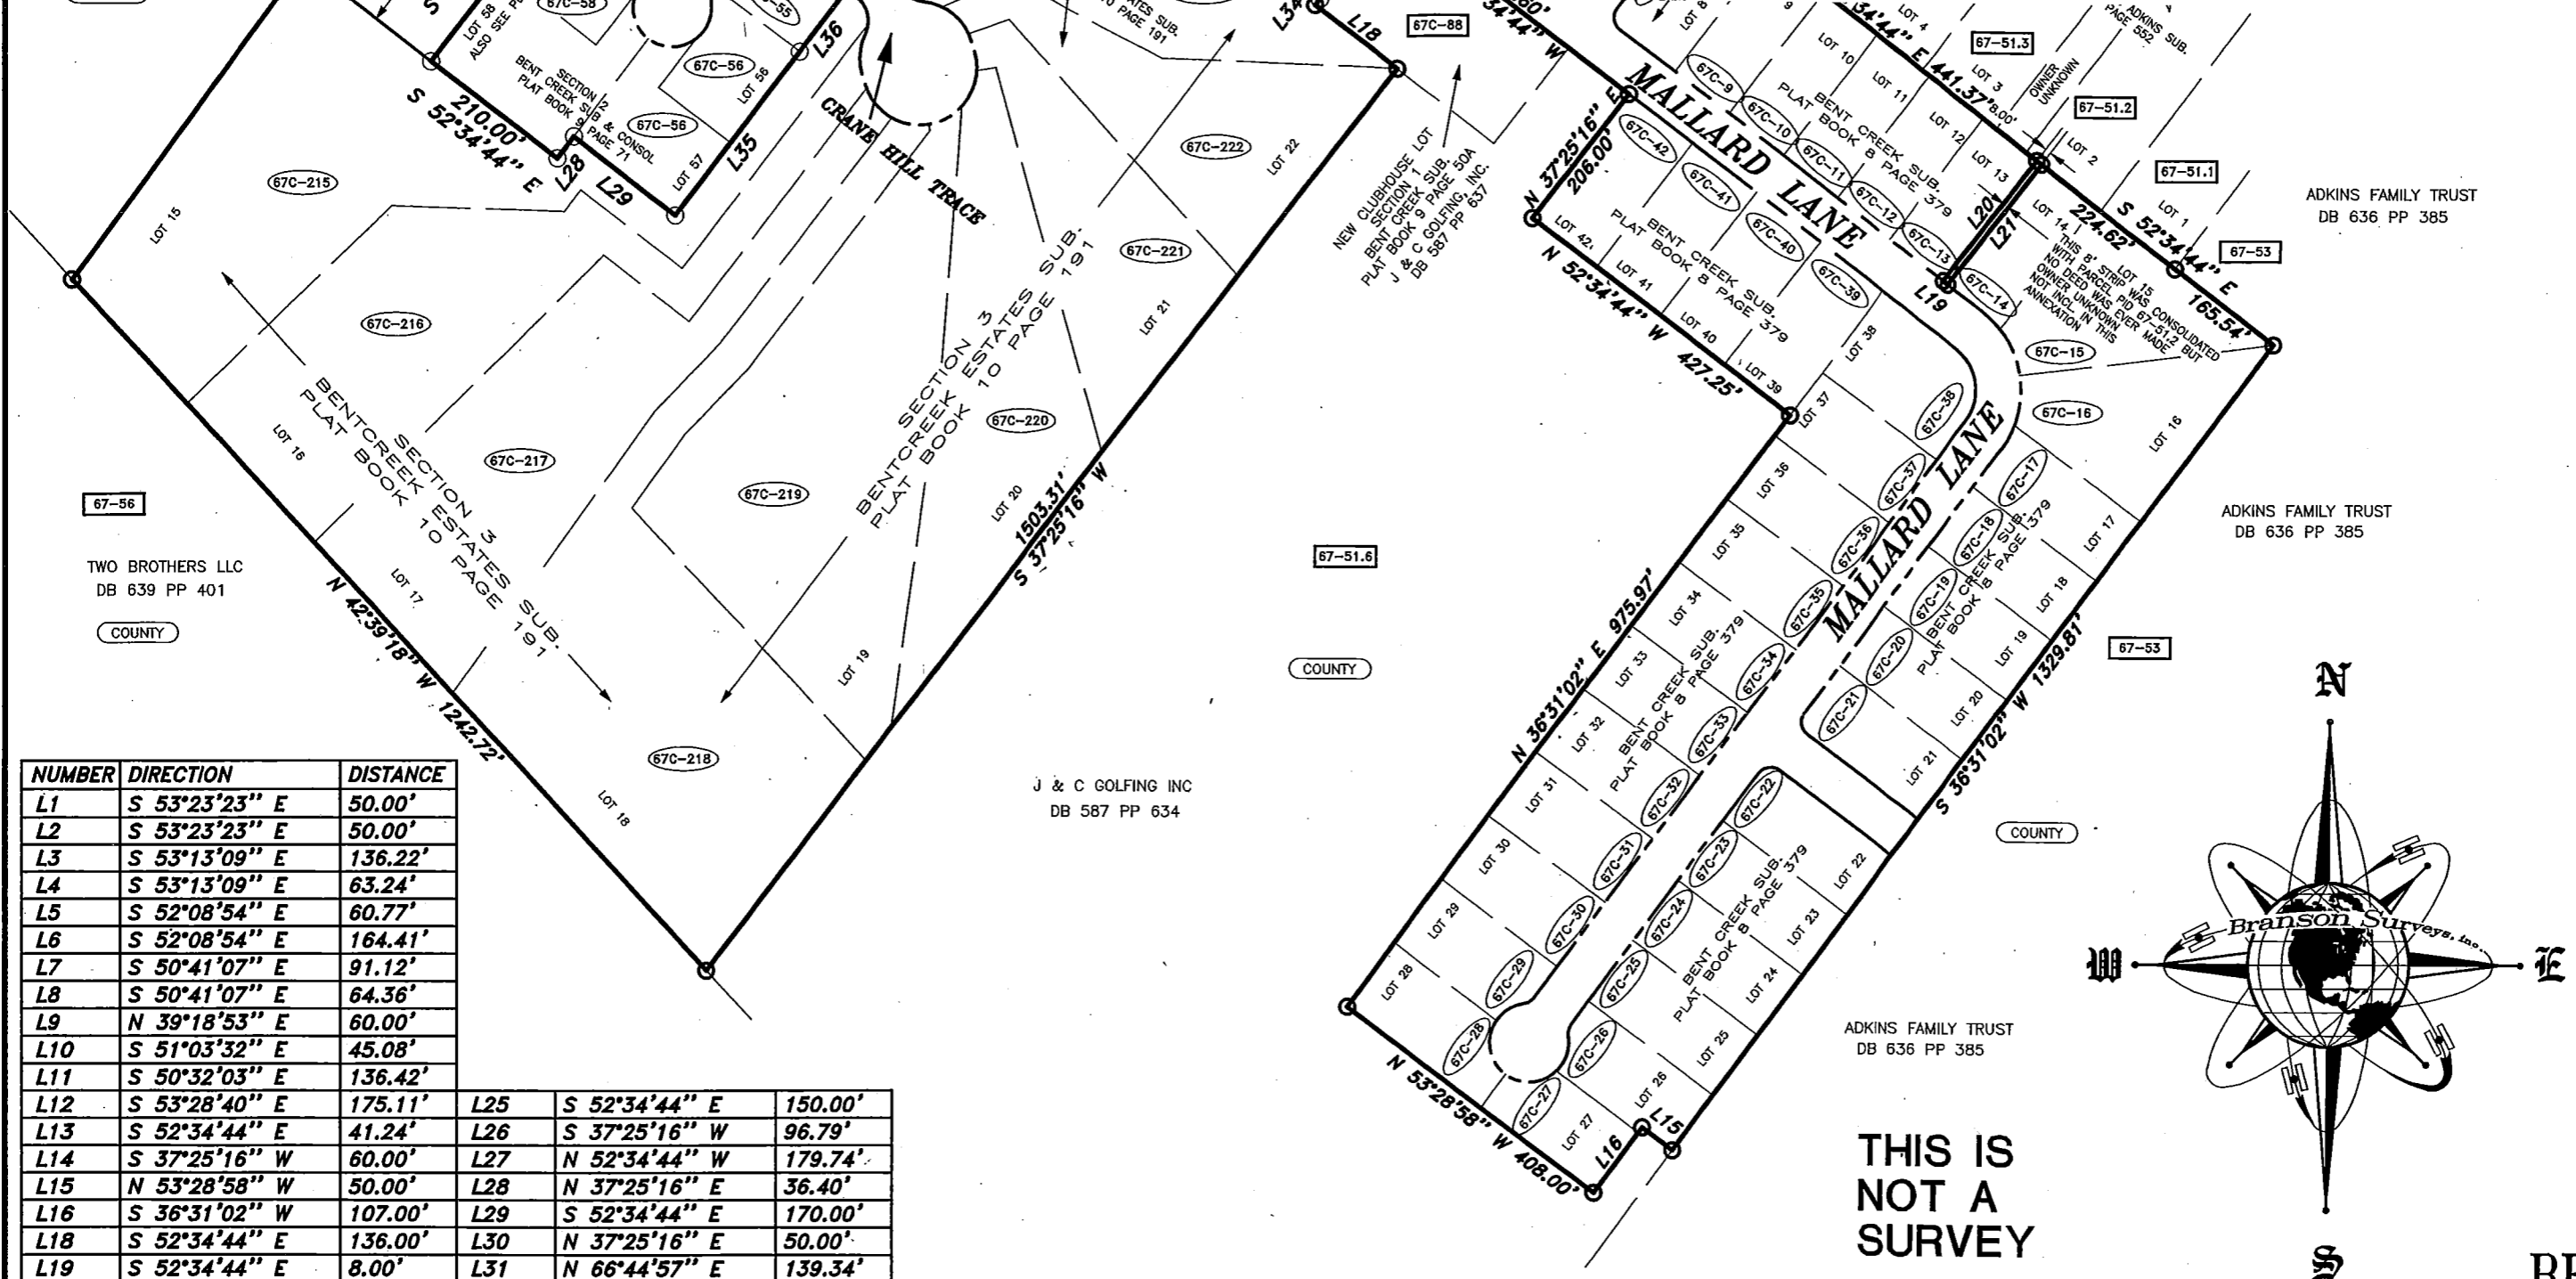 S
LOT 58
67C-58
C-55
L36
67C-56
LOT 56
SECTION 2
BENT CREEK SUB & CONSOL
PLAT BOOK 9 PAGE 71
67C-56
LOT 57
L35
210.00'
S 52°34'44" E
L28
L29
CRANE HILL TRACE
PAGE 191
L34
L18
67C-88
34'44" W
67C-222
LOT 22
67C-221
LOT 21
67C-215
LOT 15
67C-216
LOT 16
67C-217
LOT 17
67C-218
LOT 18
67C-219
LOT 19
67C-220
LOT 20
SECTION 3
BENTCREEK ESTATES SUB.
PLAT BOOK 10 PAGE 191
SECTION 3
BENTCREEK ESTATES SUB.
PLAT BOOK 10 PAGE 191
1503.31'
S 37°25'16" W
N 42°39'18" W 1242.72'
67-56
TWO BROTHERS LLC
DB 639 PP 401
COUNTY
NEW CLUBHOUSE LOT
SECTION 1
BENT CREEK SUB.
PLAT BOOK 9 PAGE 50A
J & C GOLFING, INC.
DB 587 PP 637
N 37°25'16" E
206.00'
MALLARD LANE
67C-9
67C-10
67C-11
67C-12
67C-13
67C-14
67C-15
67C-16
LOT 4
LOT 10
LOT 11
LOT 12
LOT 13
BENT CREEK SUB.
PLAT BOOK 8 PAGE 379
34'44" E 441.37'
8.00'
67-51.3
LOT 3
OWNER
UNKNOWN
67-51.2
LOT 2
67-51.1
LOT 1
67-53
ADKINS SUB.
PAGE 552
ADKINS FAMILY TRUST
DB 636 PP 385
L20
L21
L19
LOT 14
224.62'
S 52°34'44" E
165.54'
LOT 15
THIS 8' STRIP WAS CONSOLIDATED
WITH PARCEL PID 67-51.2 BUT
NO DEED WAS EVER MADE
OWNER UNKNOWN
NOT INCL. IN THIS
ANNEXATION
67C-42
67C-41
67C-40
67C-39
LOT 42
LOT 41
LOT 40
LOT 39
LOT 38
BENT CREEK SUB.
PLAT BOOK 8 PAGE 379
N 52°34'44" W 427.25'
LOT 37
67C-38
LOT 16
67C-37
67C-17
LOT 36
LOT 17
67C-36
67C-18
LOT 35
LOT 18
67C-35
67C-19
LOT 34
LOT 19
67C-34
67C-20
LOT 33
LOT 20
67C-33
67C-21
LOT 32
LOT 21
67C-32
67C-22
LOT 31
LOT 22
67C-31
67C-23
LOT 30
LOT 23
67C-30
67C-24
LOT 29
LOT 24
67C-29
67C-25
LOT 28
LOT 25
67C-28
67C-26
LOT 26
67C-27
LOT 27
MALLARD LANE
MALLARD LANE
BENT CREEK SUB.
PLAT BOOK 8 PAGE 379
BENT CREEK SUB.
PLAT BOOK 8 PAGE 379
BENT CREEK SUB.
PLAT BOOK 8 PAGE 379
N 36°31'02" E 975.97'
S 36°31'02" W 1329.81'
N 53°28'58" W 408.00'
L16
L15
67-51.6
COUNTY
J & C GOLFING INC
DB 587 PP 634
ADKINS FAMILY TRUST
DB 636 PP 385
67-53
COUNTY
ADKINS FAMILY TRUST
DB 636 PP 385
N
W
E
S
Branson Surveys, Inc.
THIS IS
NOT A
SURVEY
NUMBER DIRECTION DISTANCE
L1 S 53°23'23" E 50.00'
L2 S 53°23'23" E 50.00'
L3 S 53°13'09" E 136.22'
L4 S 53°13'09" E 63.24'
L5 S 52°08'54" E 60.77'
L6 S 52°08'54" E 164.41'
L7 S 50°41'07" E 91.12'
L8 S 50°41'07" E 64.36'
L9 N 39°18'53" E 60.00'
L10 S 51°03'32" E 45.08'
L11 S 50°32'03" E 136.42'
L12 S 53°28'40" E 175.11' L25 S 52°34'44" E 150.00'
L13 S 52°34'44" E 41.24' L26 S 37°25'16" W 96.79'
L14 S 37°25'16" W 60.00' L27 N 52°34'44" W 179.74'
L15 N 53°28'58" W 50.00' L28 N 37°25'16" E 36.40'
L16 S 36°31'02" W 107.00' L29 S 52°34'44" E 170.00'
L18 S 52°34'44" E 136.00' L30 N 37°25'16" E 50.00'
L19 S 52°34'44" E 8.00' L31 N 66°44'57" E 139.34'